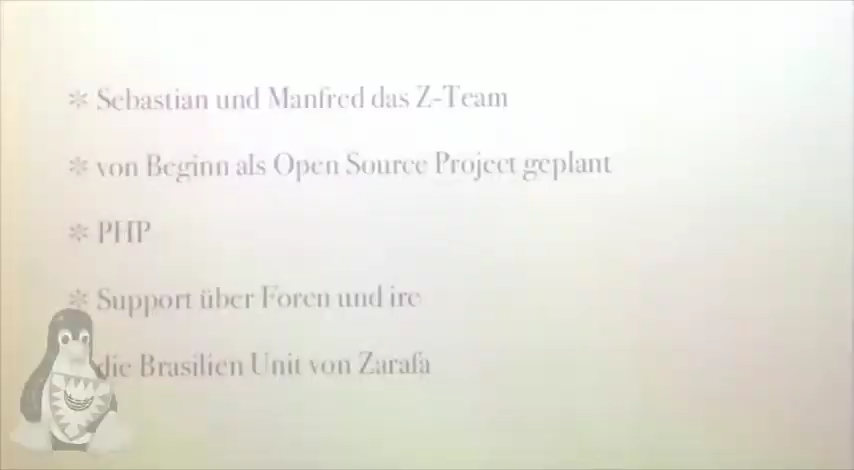 * Sebastian und Manfred das Z-Team
* von Beginn als Open Source Project geplant
* PHP
* Support über Foren und irc
die Brasilien Unit von Zarafa